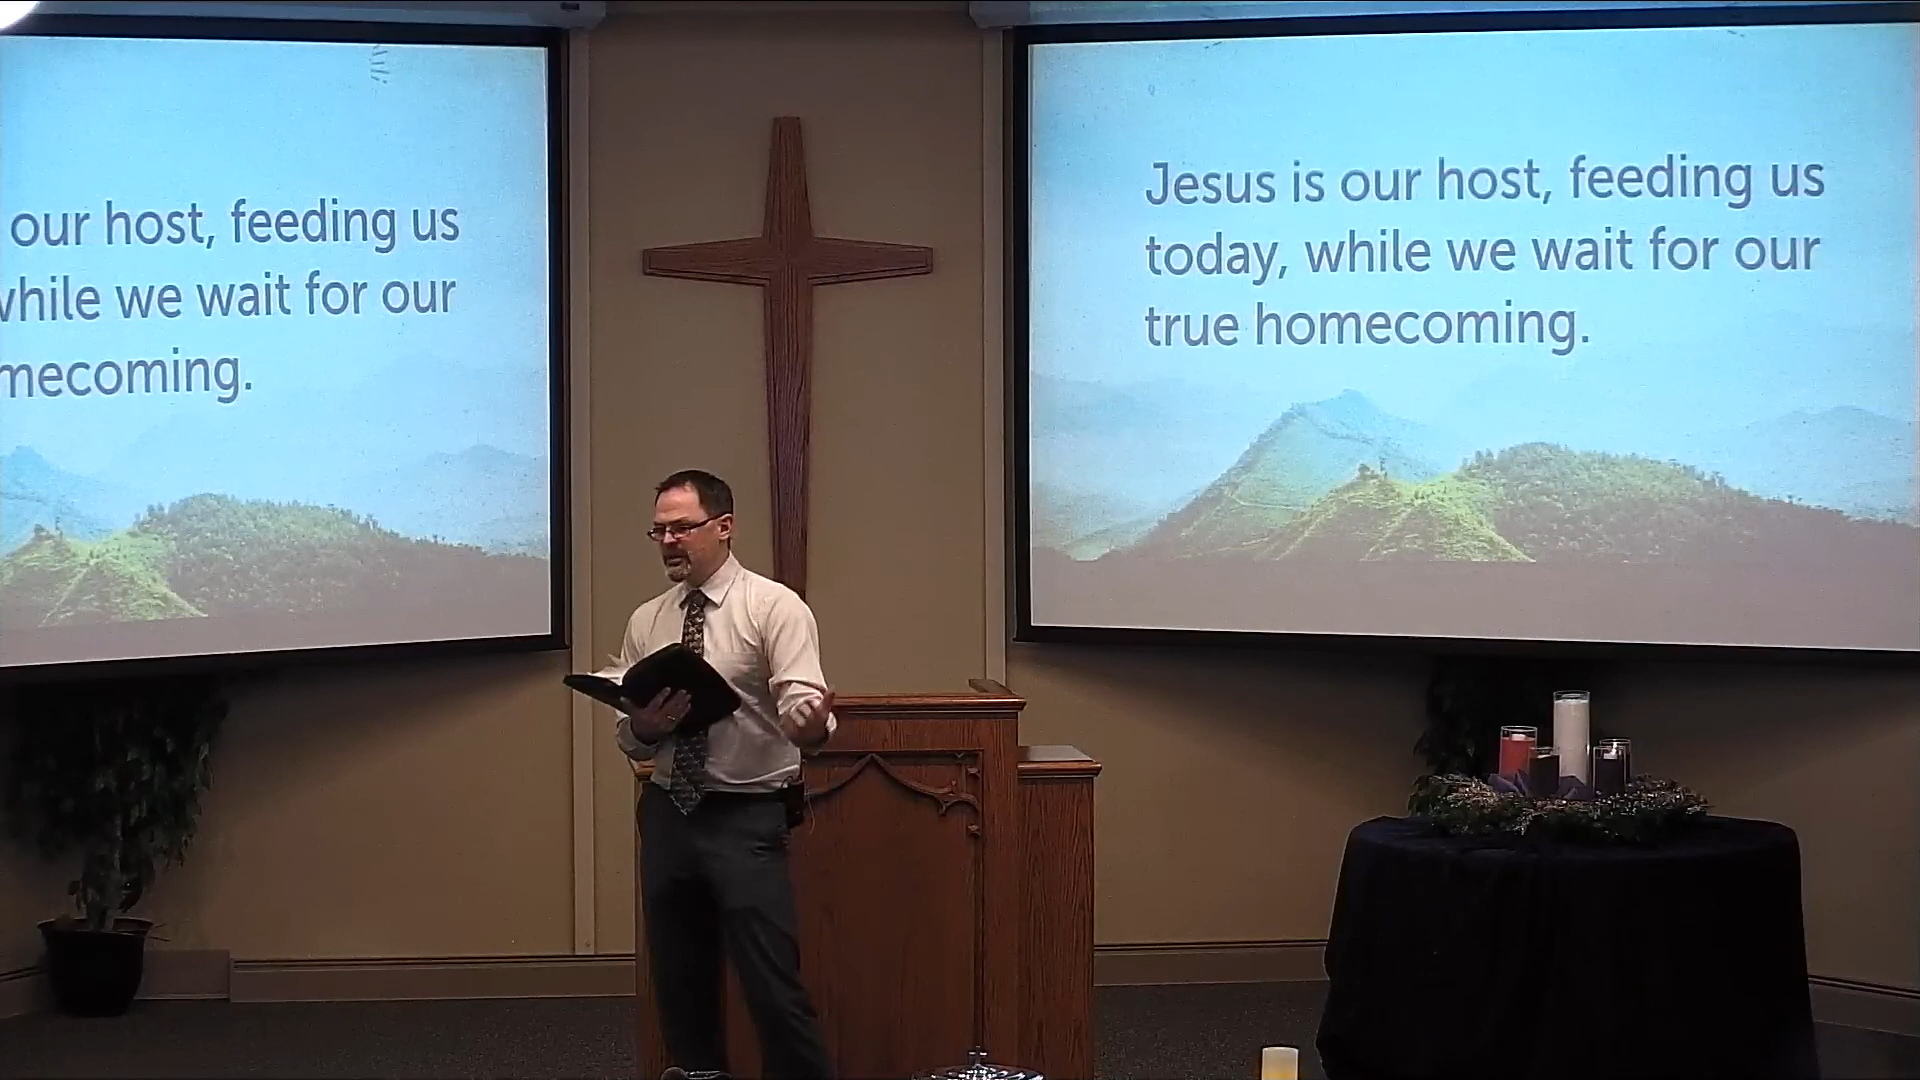 our host, feeding us
while we wait for our
mecoming.
Jesus is our host, feeding us
today, while we wait for our
true homecoming.